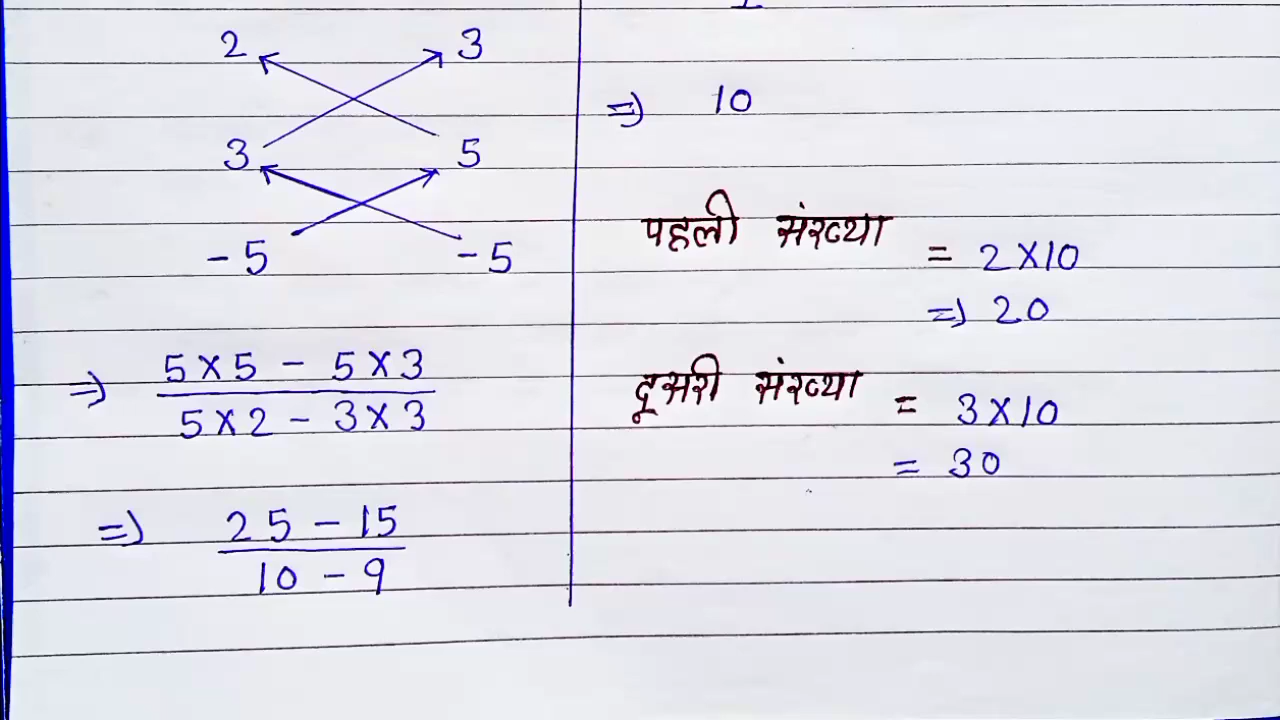 2 3
3 5
-5 -5
=> 5×5 - 5×3
5×2 - 3×3
=> 25 - 15
10 - 9
=> 10
पहली संख्या = 2×10
=> 20
दूसरी संख्या = 3×10
= 30